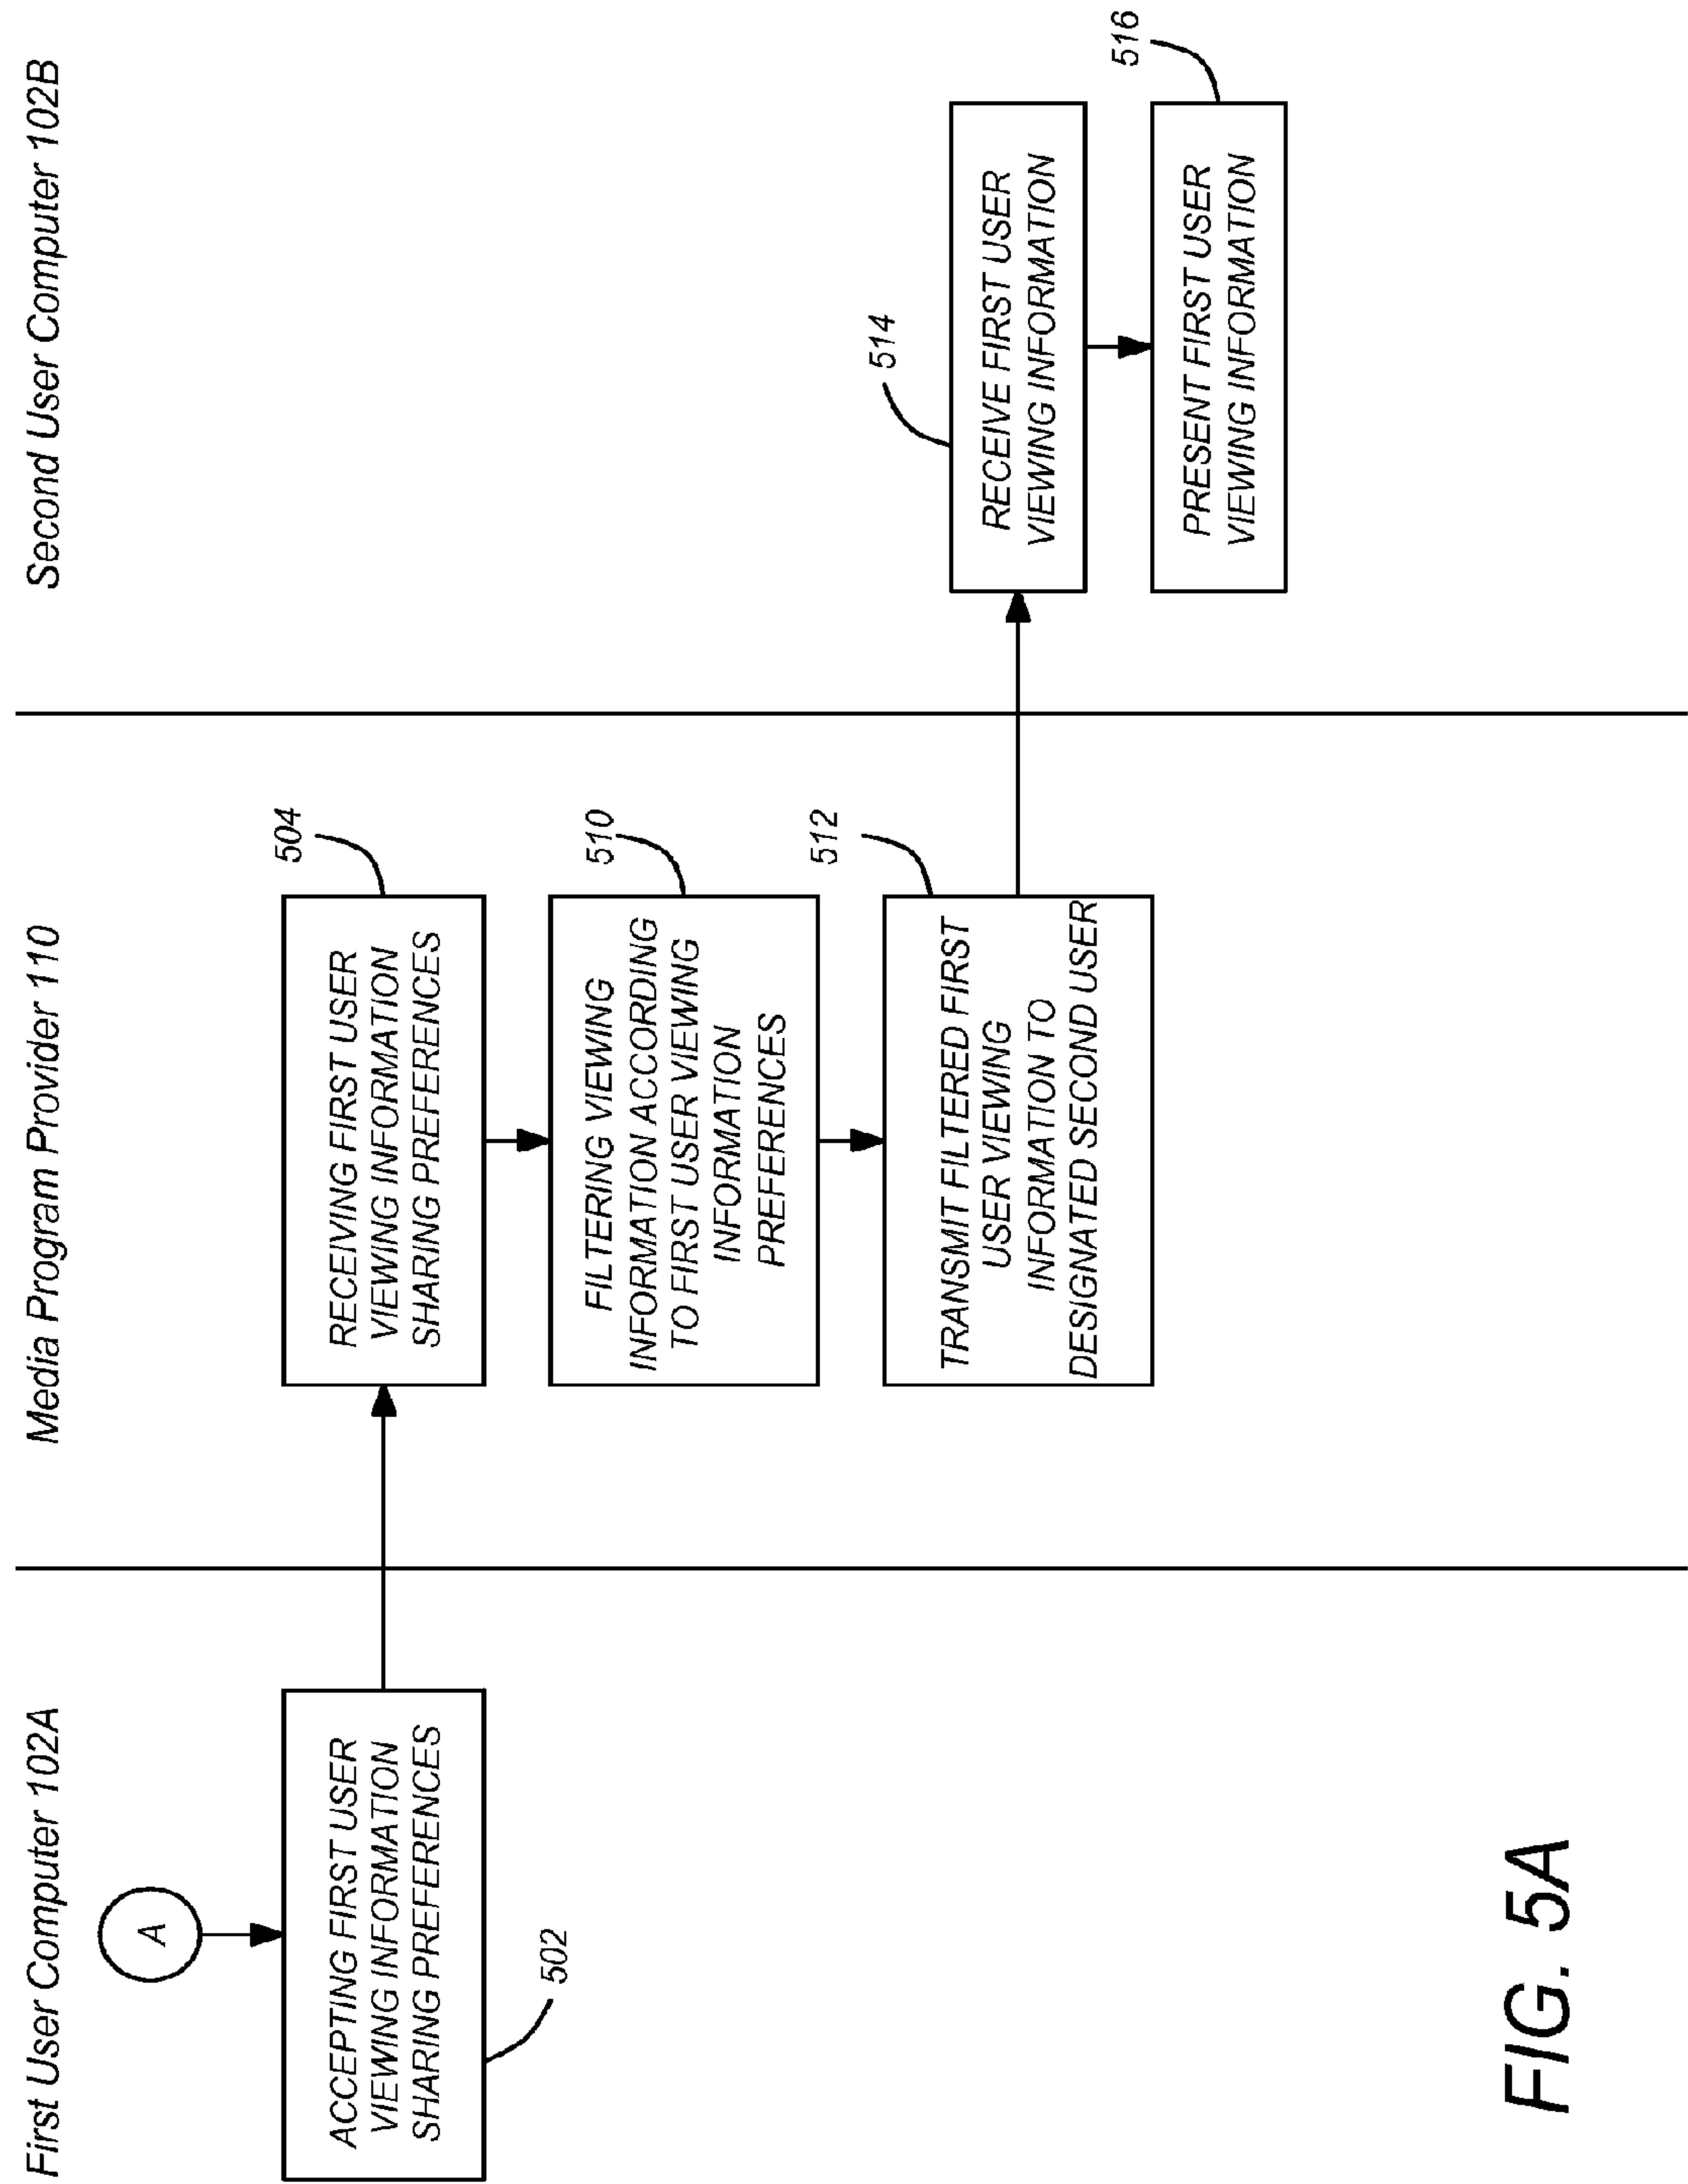 First User Computer 102A
Media Program Provider 110
Second User Computer 102B
A
ACCEPTING FIRST USER
VIEWING INFORMATION
SHARING PREFERENCES
502
504
RECEIVING FIRST USER
VIEWING INFORMATION
SHARING PREFERENCES
510
FILTERING VIEWING
INFORMATION ACCORDING
TO FIRST USER VIEWING
INFORMATION
PREFERENCES
512
TRANSMIT FILTERED FIRST
USER VIEWING
INFORMATION TO
DESIGNATED SECOND USER
514
RECEIVE FIRST USER
VIEWING INFORMATION
516
PRESENT FIRST USER
VIEWING INFORMATION
FIG. 5A